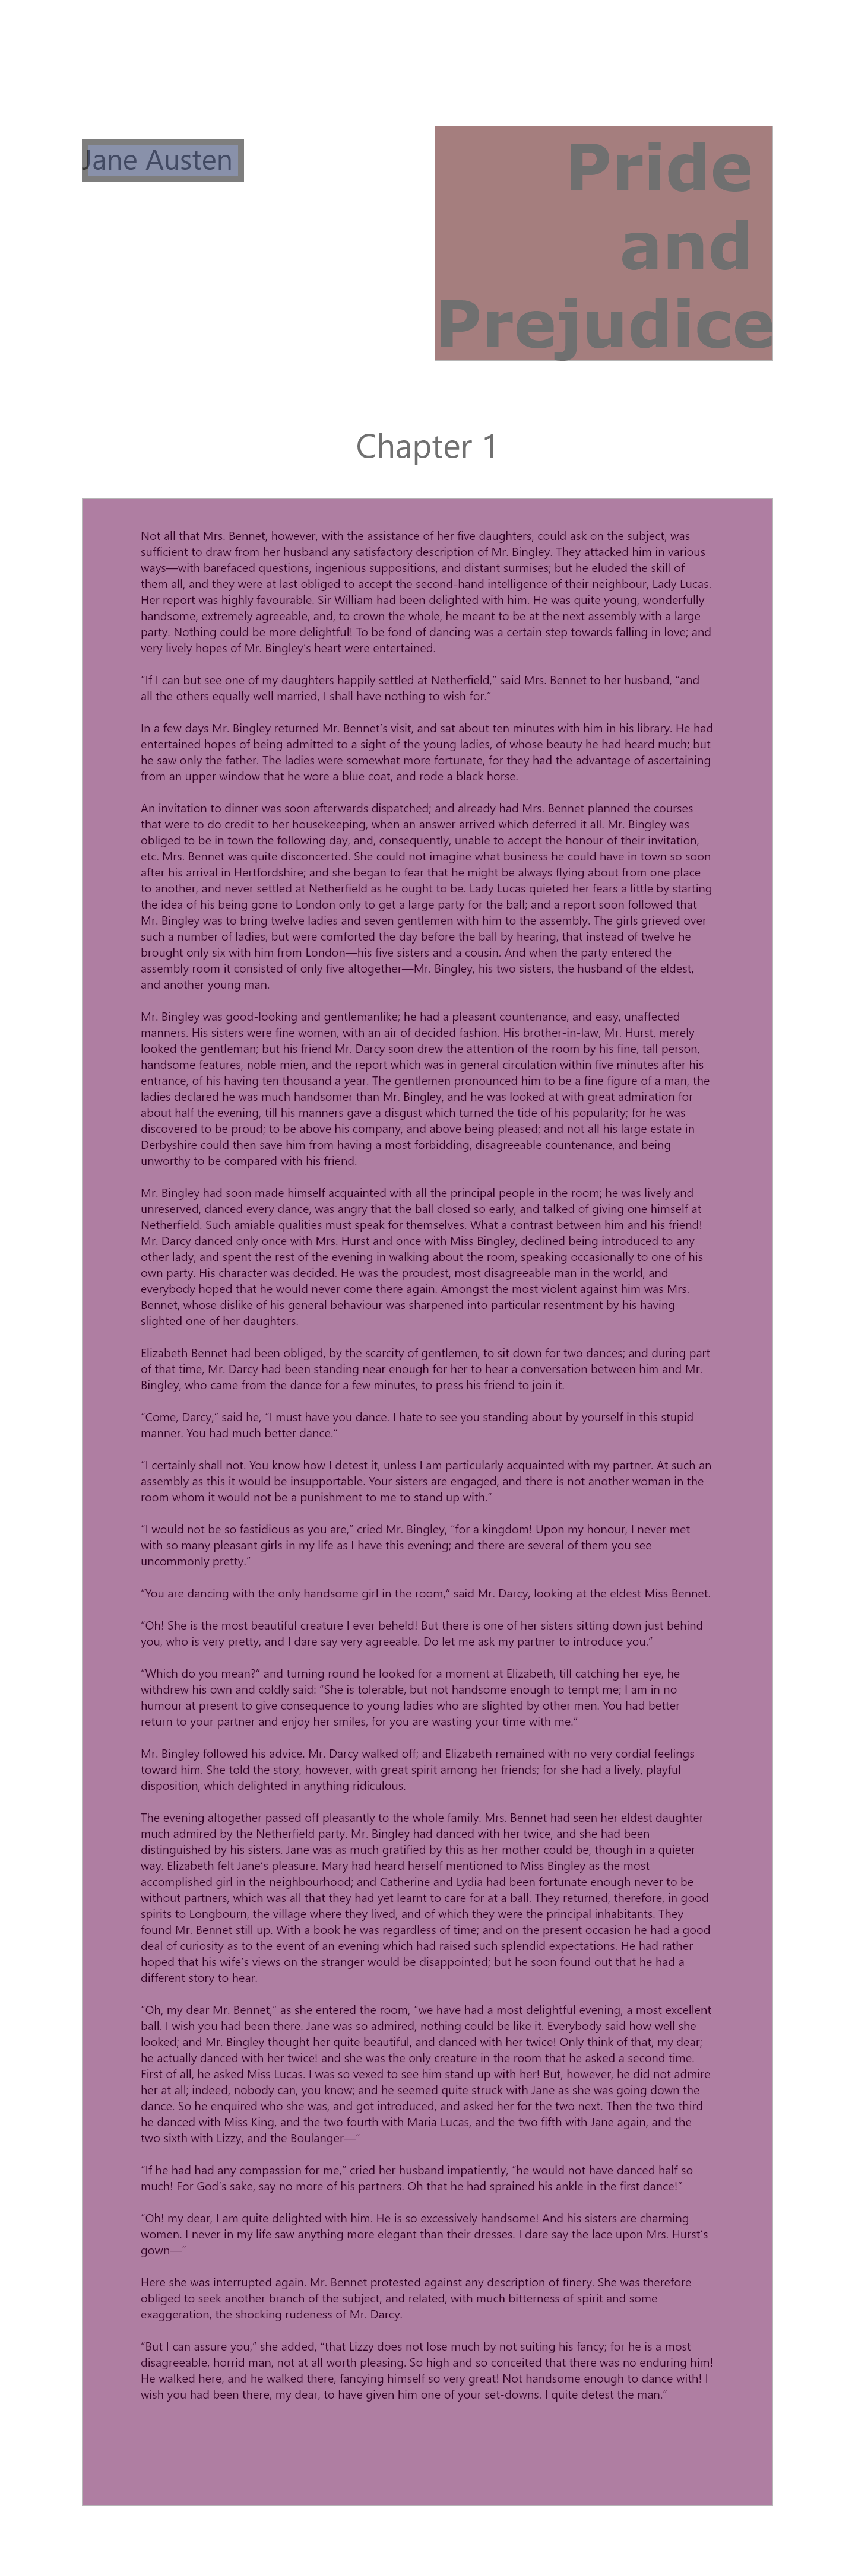 Jane Austen
Pride
and
Prejudice
Chapter 1
Not all that Mrs. Bennet, however, with the assistance of her five daughters, could ask on the subject, was
sufficient to draw from her husband any satisfactory description of Mr. Bingley. They attacked him in various
ways—with barefaced questions, ingenious suppositions, and distant surmises; but he eluded the skill of
them all, and they were at last obliged to accept the second-hand intelligence of their neighbour, Lady Lucas.
Her report was highly favourable. Sir William had been delighted with him. He was quite young, wonderfully
handsome, extremely agreeable, and, to crown the whole, he meant to be at the next assembly with a large
party. Nothing could be more delightful! To be fond of dancing was a certain step towards falling in love; and
very lively hopes of Mr. Bingley’s heart were entertained.
“If I can but see one of my daughters happily settled at Netherfield,” said Mrs. Bennet to her husband, “and
all the others equally well married, I shall have nothing to wish for.”
In a few days Mr. Bingley returned Mr. Bennet’s visit, and sat about ten minutes with him in his library. He had
entertained hopes of being admitted to a sight of the young ladies, of whose beauty he had heard much; but
he saw only the father. The ladies were somewhat more fortunate, for they had the advantage of ascertaining
from an upper window that he wore a blue coat, and rode a black horse.
An invitation to dinner was soon afterwards dispatched; and already had Mrs. Bennet planned the courses
that were to do credit to her housekeeping, when an answer arrived which deferred it all. Mr. Bingley was
obliged to be in town the following day, and, consequently, unable to accept the honour of their invitation,
etc. Mrs. Bennet was quite disconcerted. She could not imagine what business he could have in town so soon
after his arrival in Hertfordshire; and she began to fear that he might be always flying about from one place
to another, and never settled at Netherfield as he ought to be. Lady Lucas quieted her fears a little by starting
the idea of his being gone to London only to get a large party for the ball; and a report soon followed that
Mr. Bingley was to bring twelve ladies and seven gentlemen with him to the assembly. The girls grieved over
such a number of ladies, but were comforted the day before the ball by hearing, that instead of twelve he
brought only six with him from London—his five sisters and a cousin. And when the party entered the
assembly room it consisted of only five altogether—Mr. Bingley, his two sisters, the husband of the eldest,
and another young man.
Mr. Bingley was good-looking and gentlemanlike; he had a pleasant countenance, and easy, unaffected
manners. His sisters were fine women, with an air of decided fashion. His brother-in-law, Mr. Hurst, merely
looked the gentleman; but his friend Mr. Darcy soon drew the attention of the room by his fine, tall person,
handsome features, noble mien, and the report which was in general circulation within five minutes after his
entrance, of his having ten thousand a year. The gentlemen pronounced him to be a fine figure of a man, the
ladies declared he was much handsomer than Mr. Bingley, and he was looked at with great admiration for
about half the evening, till his manners gave a disgust which turned the tide of his popularity; for he was
discovered to be proud; to be above his company, and above being pleased; and not all his large estate in
Derbyshire could then save him from having a most forbidding, disagreeable countenance, and being
unworthy to be compared with his friend.
Mr. Bingley had soon made himself acquainted with all the principal people in the room; he was lively and
unreserved, danced every dance, was angry that the ball closed so early, and talked of giving one himself at
Netherfield. Such amiable qualities must speak for themselves. What a contrast between him and his friend!
Mr. Darcy danced only once with Mrs. Hurst and once with Miss Bingley, declined being introduced to any
other lady, and spent the rest of the evening in walking about the room, speaking occasionally to one of his
own party. His character was decided. He was the proudest, most disagreeable man in the world, and
everybody hoped that he would never come there again. Amongst the most violent against him was Mrs.
Bennet, whose dislike of his general behaviour was sharpened into particular resentment by his having
slighted one of her daughters.
Elizabeth Bennet had been obliged, by the scarcity of gentlemen, to sit down for two dances; and during part
of that time, Mr. Darcy had been standing near enough for her to hear a conversation between him and Mr.
Bingley, who came from the dance for a few minutes, to press his friend to join it.
“Come, Darcy,” said he, “I must have you dance. I hate to see you standing about by yourself in this stupid
manner. You had much better dance.”
“I certainly shall not. You know how I detest it, unless I am particularly acquainted with my partner. At such an
assembly as this it would be insupportable. Your sisters are engaged, and there is not another woman in the
room whom it would not be a punishment to me to stand up with.”
“I would not be so fastidious as you are,” cried Mr. Bingley, “for a kingdom! Upon my honour, I never met
with so many pleasant girls in my life as I have this evening; and there are several of them you see
uncommonly pretty.”
“You are dancing with the only handsome girl in the room,” said Mr. Darcy, looking at the eldest Miss Bennet.
“Oh! She is the most beautiful creature I ever beheld! But there is one of her sisters sitting down just behind
you, who is very pretty, and I dare say very agreeable. Do let me ask my partner to introduce you.”
“Which do you mean?” and turning round he looked for a moment at Elizabeth, till catching her eye, he
withdrew his own and coldly said: “She is tolerable, but not handsome enough to tempt me; I am in no
humour at present to give consequence to young ladies who are slighted by other men. You had better
return to your partner and enjoy her smiles, for you are wasting your time with me.”
Mr. Bingley followed his advice. Mr. Darcy walked off; and Elizabeth remained with no very cordial feelings
toward him. She told the story, however, with great spirit among her friends; for she had a lively, playful
disposition, which delighted in anything ridiculous.
The evening altogether passed off pleasantly to the whole family. Mrs. Bennet had seen her eldest daughter
much admired by the Netherfield party. Mr. Bingley had danced with her twice, and she had been
distinguished by his sisters. Jane was as much gratified by this as her mother could be, though in a quieter
way. Elizabeth felt Jane’s pleasure. Mary had heard herself mentioned to Miss Bingley as the most
accomplished girl in the neighbourhood; and Catherine and Lydia had been fortunate enough never to be
without partners, which was all that they had yet learnt to care for at a ball. They returned, therefore, in good
spirits to Longbourn, the village where they lived, and of which they were the principal inhabitants. They
found Mr. Bennet still up. With a book he was regardless of time; and on the present occasion he had a good
deal of curiosity as to the event of an evening which had raised such splendid expectations. He had rather
hoped that his wife’s views on the stranger would be disappointed; but he soon found out that he had a
different story to hear.
“Oh, my dear Mr. Bennet,” as she entered the room, “we have had a most delightful evening, a most excellent
ball. I wish you had been there. Jane was so admired, nothing could be like it. Everybody said how well she
looked; and Mr. Bingley thought her quite beautiful, and danced with her twice! Only think of that, my dear;
he actually danced with her twice! and she was the only creature in the room that he asked a second time.
First of all, he asked Miss Lucas. I was so vexed to see him stand up with her! But, however, he did not admire
her at all; indeed, nobody can, you know; and he seemed quite struck with Jane as she was going down the
dance. So he enquired who she was, and got introduced, and asked her for the two next. Then the two third
he danced with Miss King, and the two fourth with Maria Lucas, and the two fifth with Jane again, and the
two sixth with Lizzy, and the Boulanger—”
“If he had had any compassion for me,” cried her husband impatiently, “he would not have danced half so
much! For God’s sake, say no more of his partners. Oh that he had sprained his ankle in the first dance!”
“Oh! my dear, I am quite delighted with him. He is so excessively handsome! And his sisters are charming
women. I never in my life saw anything more elegant than their dresses. I dare say the lace upon Mrs. Hurst’s
gown—”
Here she was interrupted again. Mr. Bennet protested against any description of finery. She was therefore
obliged to seek another branch of the subject, and related, with much bitterness of spirit and some
exaggeration, the shocking rudeness of Mr. Darcy.
“But I can assure you,” she added, “that Lizzy does not lose much by not suiting his fancy; for he is a most
disagreeable, horrid man, not at all worth pleasing. So high and so conceited that there was no enduring him!
He walked here, and he walked there, fancying himself so very great! Not handsome enough to dance with! I
wish you had been there, my dear, to have given him one of your set-downs. I quite detest the man.”